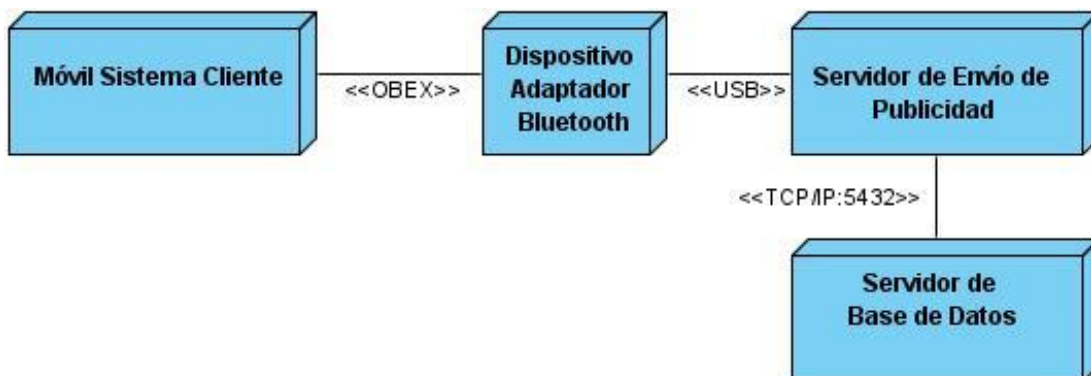 Móvil Sistema Cliente
<<OBEX>>
Dispositivo
Adaptador
Bluetooth
<<USB>>
Servidor de Envío de
Publicidad
<<TCP/IP:5432>>
Servidor de
Base de Datos